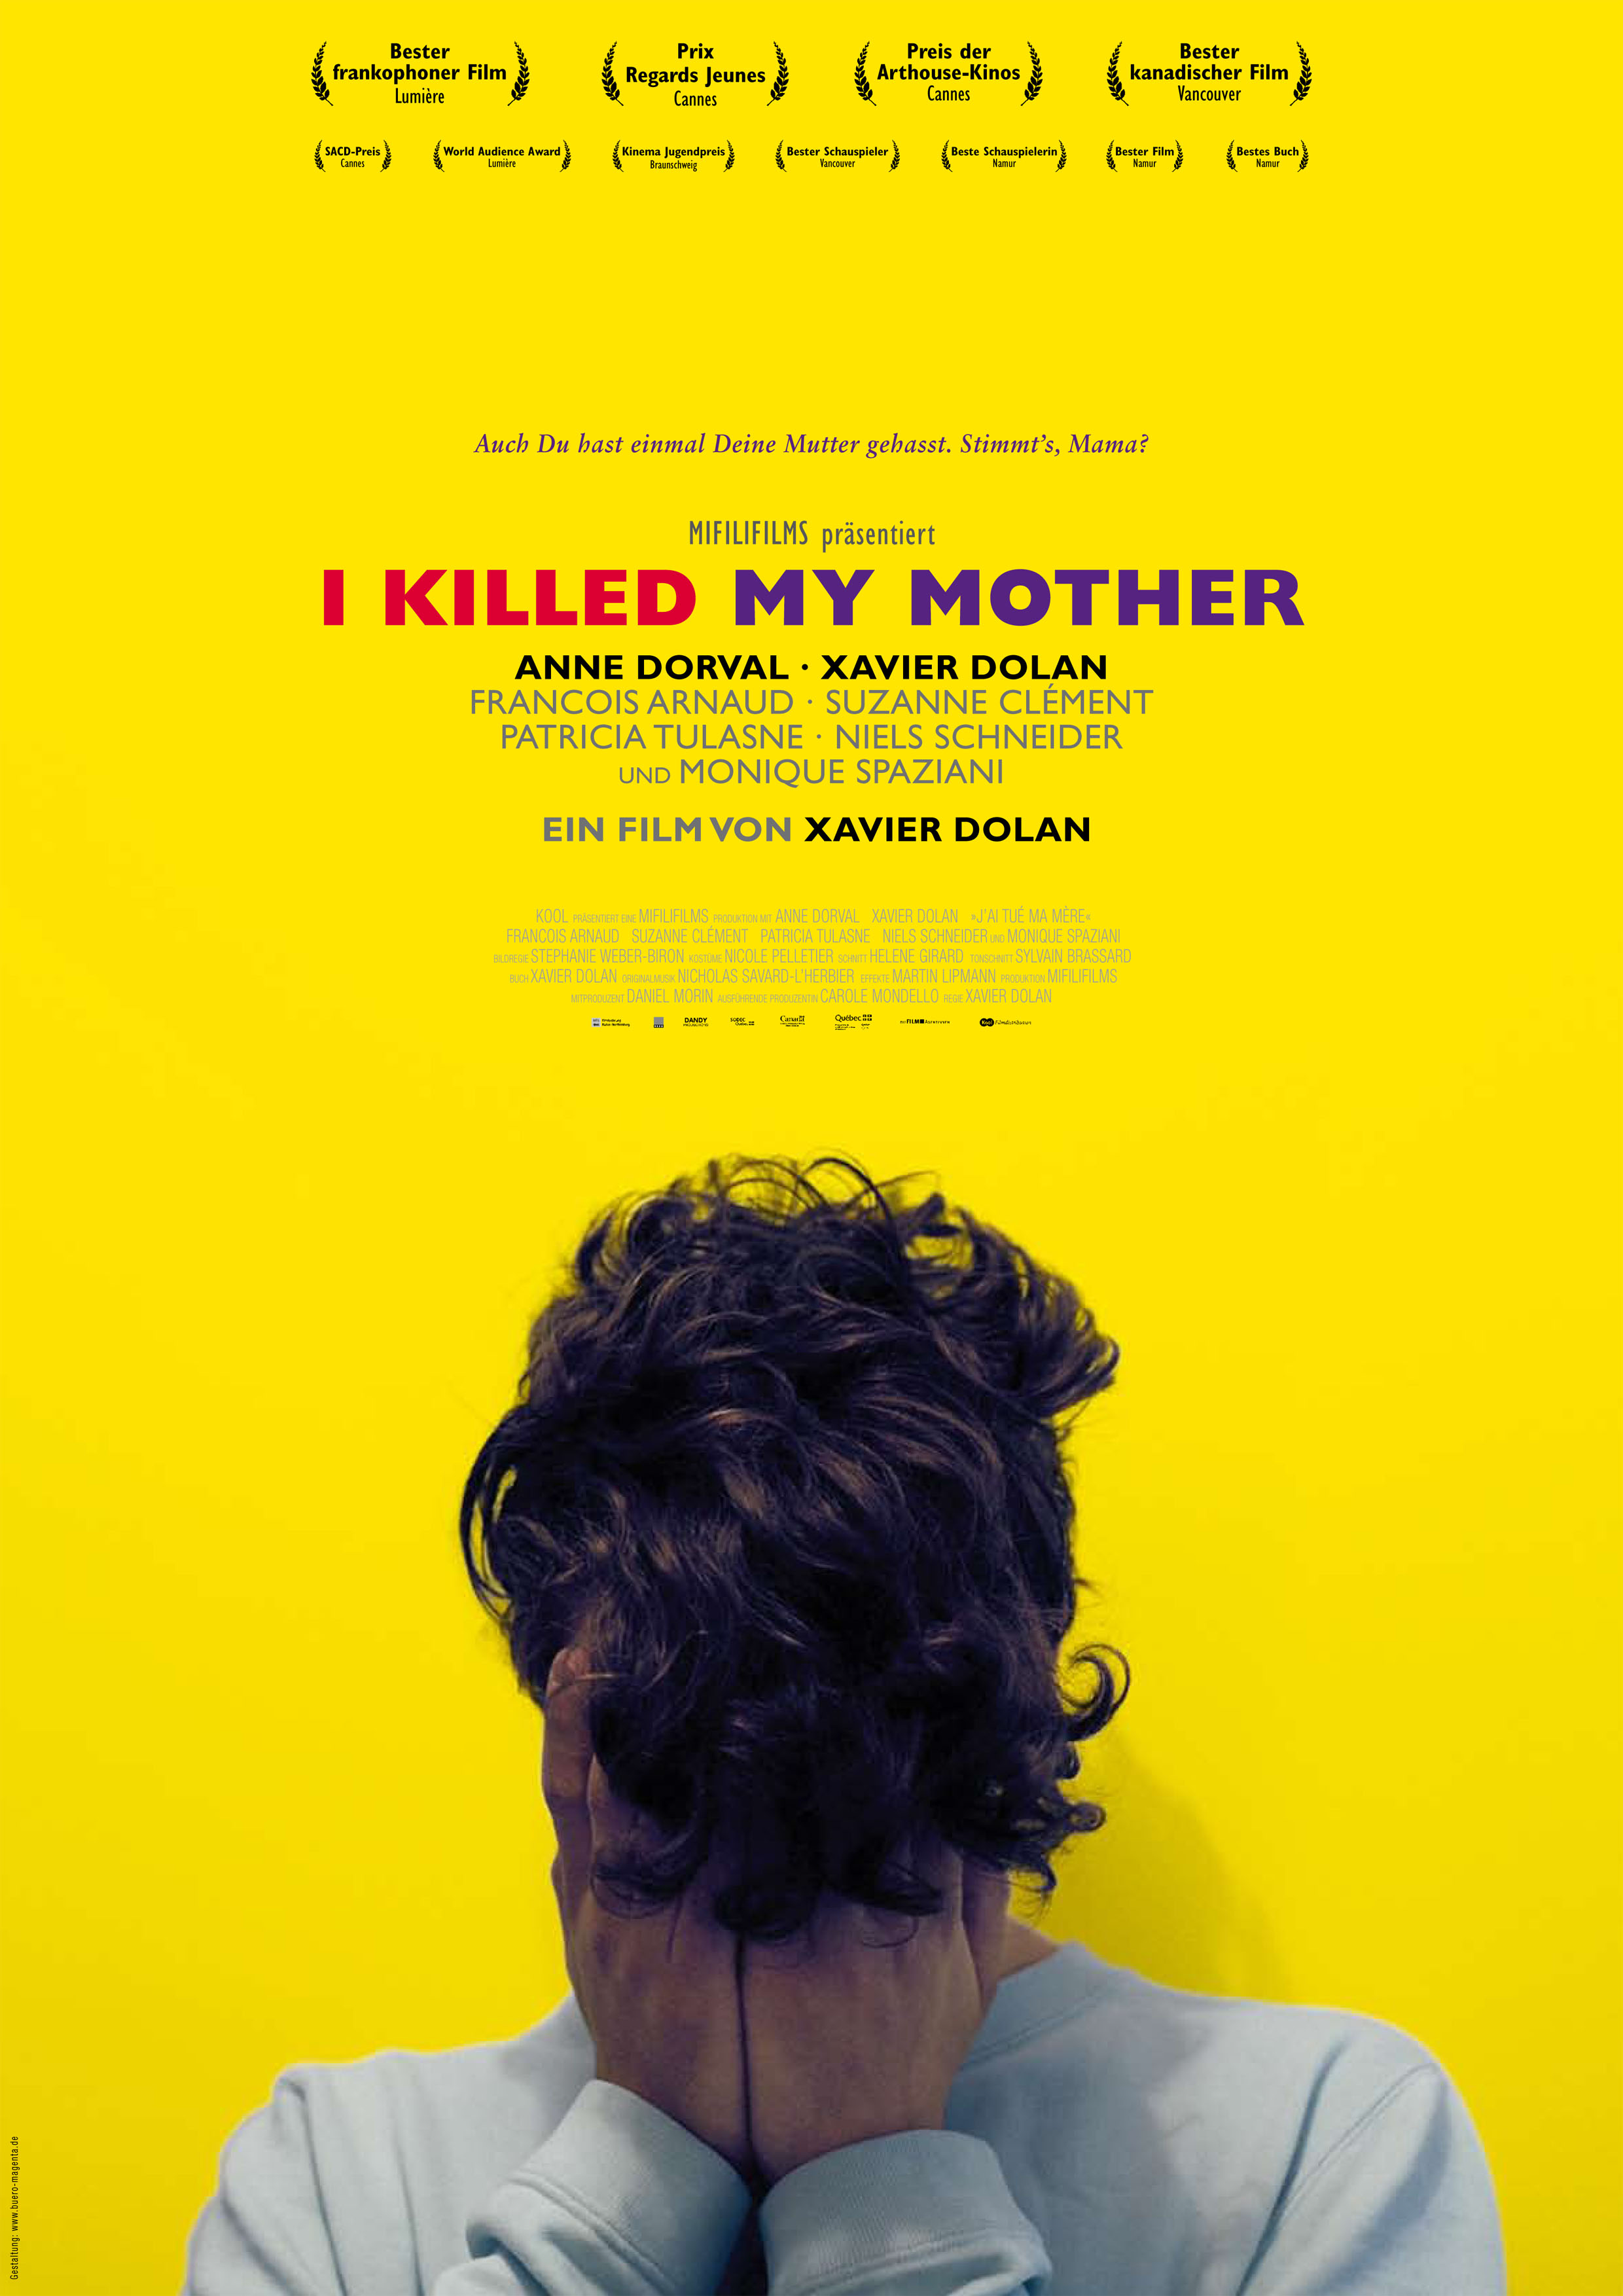 Bester
frankophoner Film
Lumière
Prix
Regards Jeunes
Cannes
Preis der
Arthouse-Kinos
Cannes
Bester
kanadischer Film
Vancouver
SACD-Preis
Cannes
World Audience Award
Lumière
Kinema Jugendpreis
Braunschweig
Bester Schauspieler
Vancouver
Beste Schauspielerin
Namur
Bester Film
Namur
Bestes Buch
Namur
Auch Du hast einmal Deine Mutter gehasst. Stimmt's, Mama?
MIFILIFILMS präsentiert
I KILLED MY MOTHER
ANNE DORVAL · XAVIER DOLAN
FRANCOIS ARNAUD · SUZANNE CLÉMENT
PATRICIA TULASNE · NIELS SCHNEIDER
UND MONIQUE SPAZIANI
EIN FILM VON XAVIER DOLAN
KOOL PRÄSENTIERT EINE MIFILIFILMS PRODUKTION MIT ANNE DORVAL XAVIER DOLAN »J'AI TUÉ MA MÈRE«
FRANCOIS ARNAUD SUZANNE CLÉMENT PATRICIA TULASNE NIELS SCHNEIDER UND MONIQUE SPAZIANI
BILDREGIE STEPHANIE WEBER-BIRON KOSTÜME NICOLE PELLETIER SCHNITT HELENE GIRARD TONSCHNITT SYLVAIN BRASSARD
BUCH XAVIER DOLAN ORIGINALMUSIK NICHOLAS SAVARD-L'HERBIER EFFEKTE MARTIN LIPMANN PRODUKTION MIFILIFILMS
MITPRODUZENT DANIEL MORIN AUSFÜHRENDE PRODUZENTIN CAROLE MONDELLO REGIE XAVIER DOLAN
DANDY
Canada
Québec
Kool Filmdistribution
Gestaltung: www.buero-magenta.de